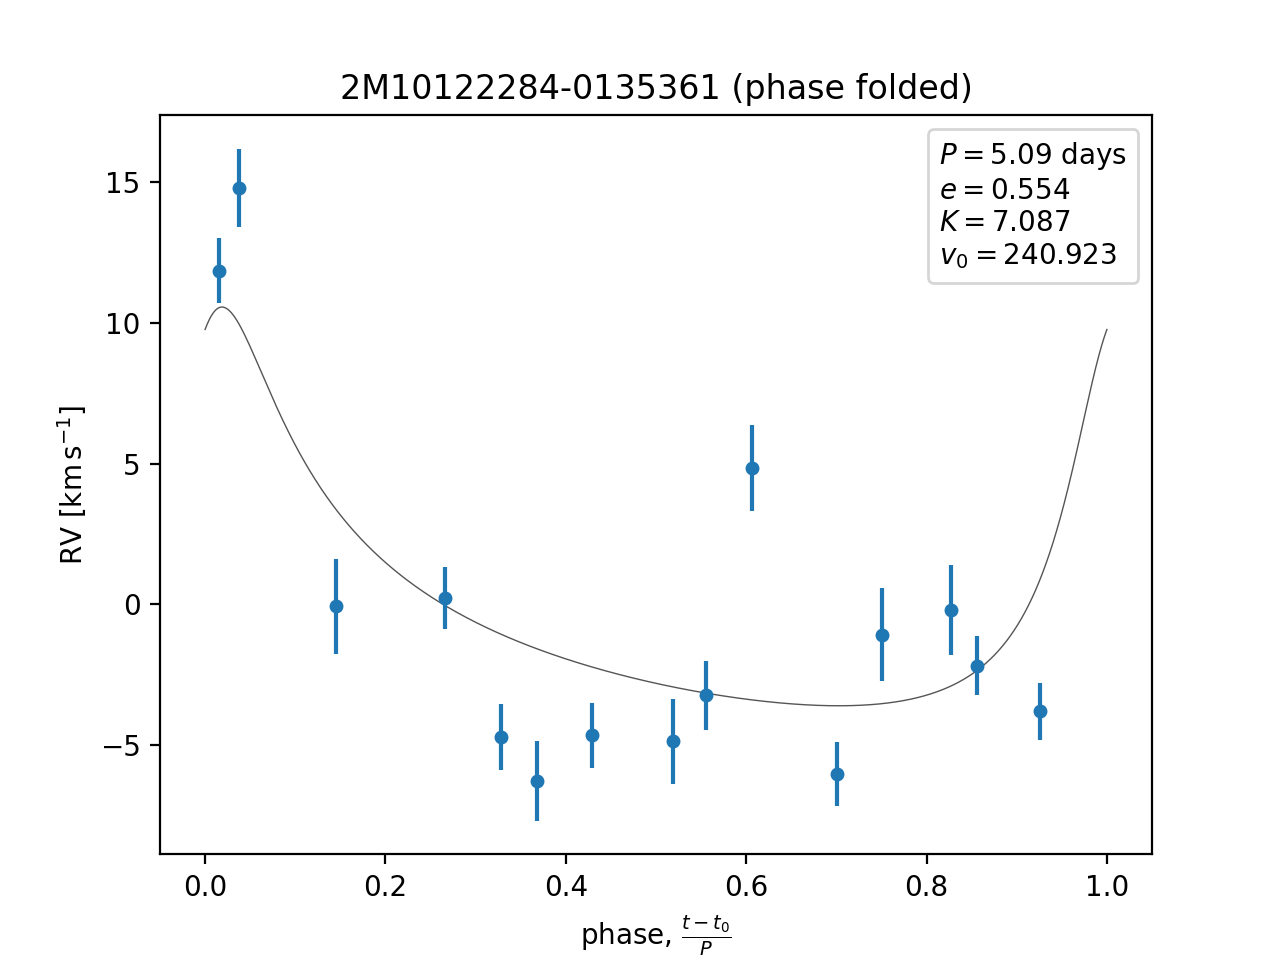 2M10122284-0135361 (phase folded)
P = 5.09 days
e = 0.554
K = 7.087
v₀ = 240.923
RV [km s⁻¹]
15
10
5
0
−5
0.0 0.2 0.4 0.6 0.8 1.0
phase, (t − t₀)/P